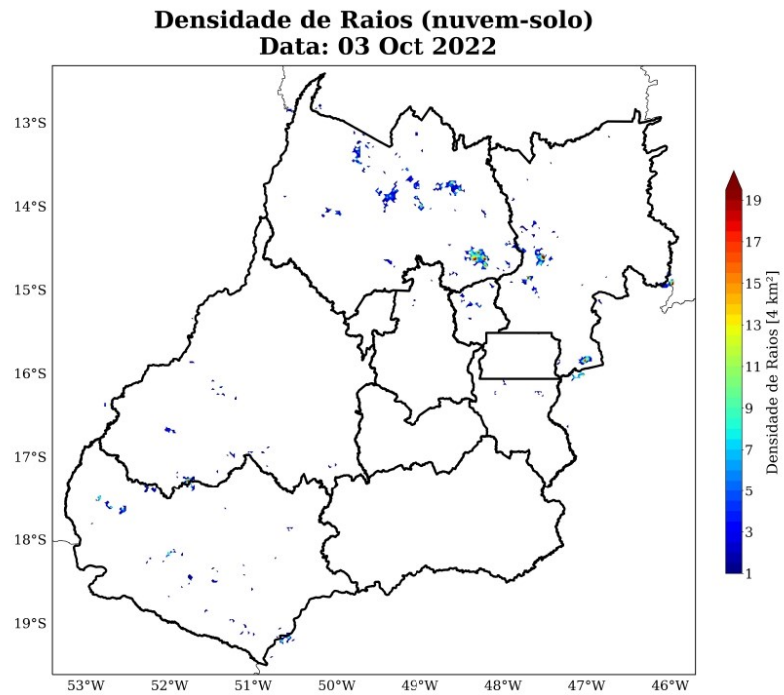 Densidade de Raios (nuvem-solo)
Data: 03 Oct 2022
13°S
14°S
15°S
16°S
17°S
18°S
19°S
53°W
52°W
51°W
50°W
49°W
48°W
47°W
46°W
19
17
15
13
11
9
7
5
3
1
Densidade de Raios [4 km²]